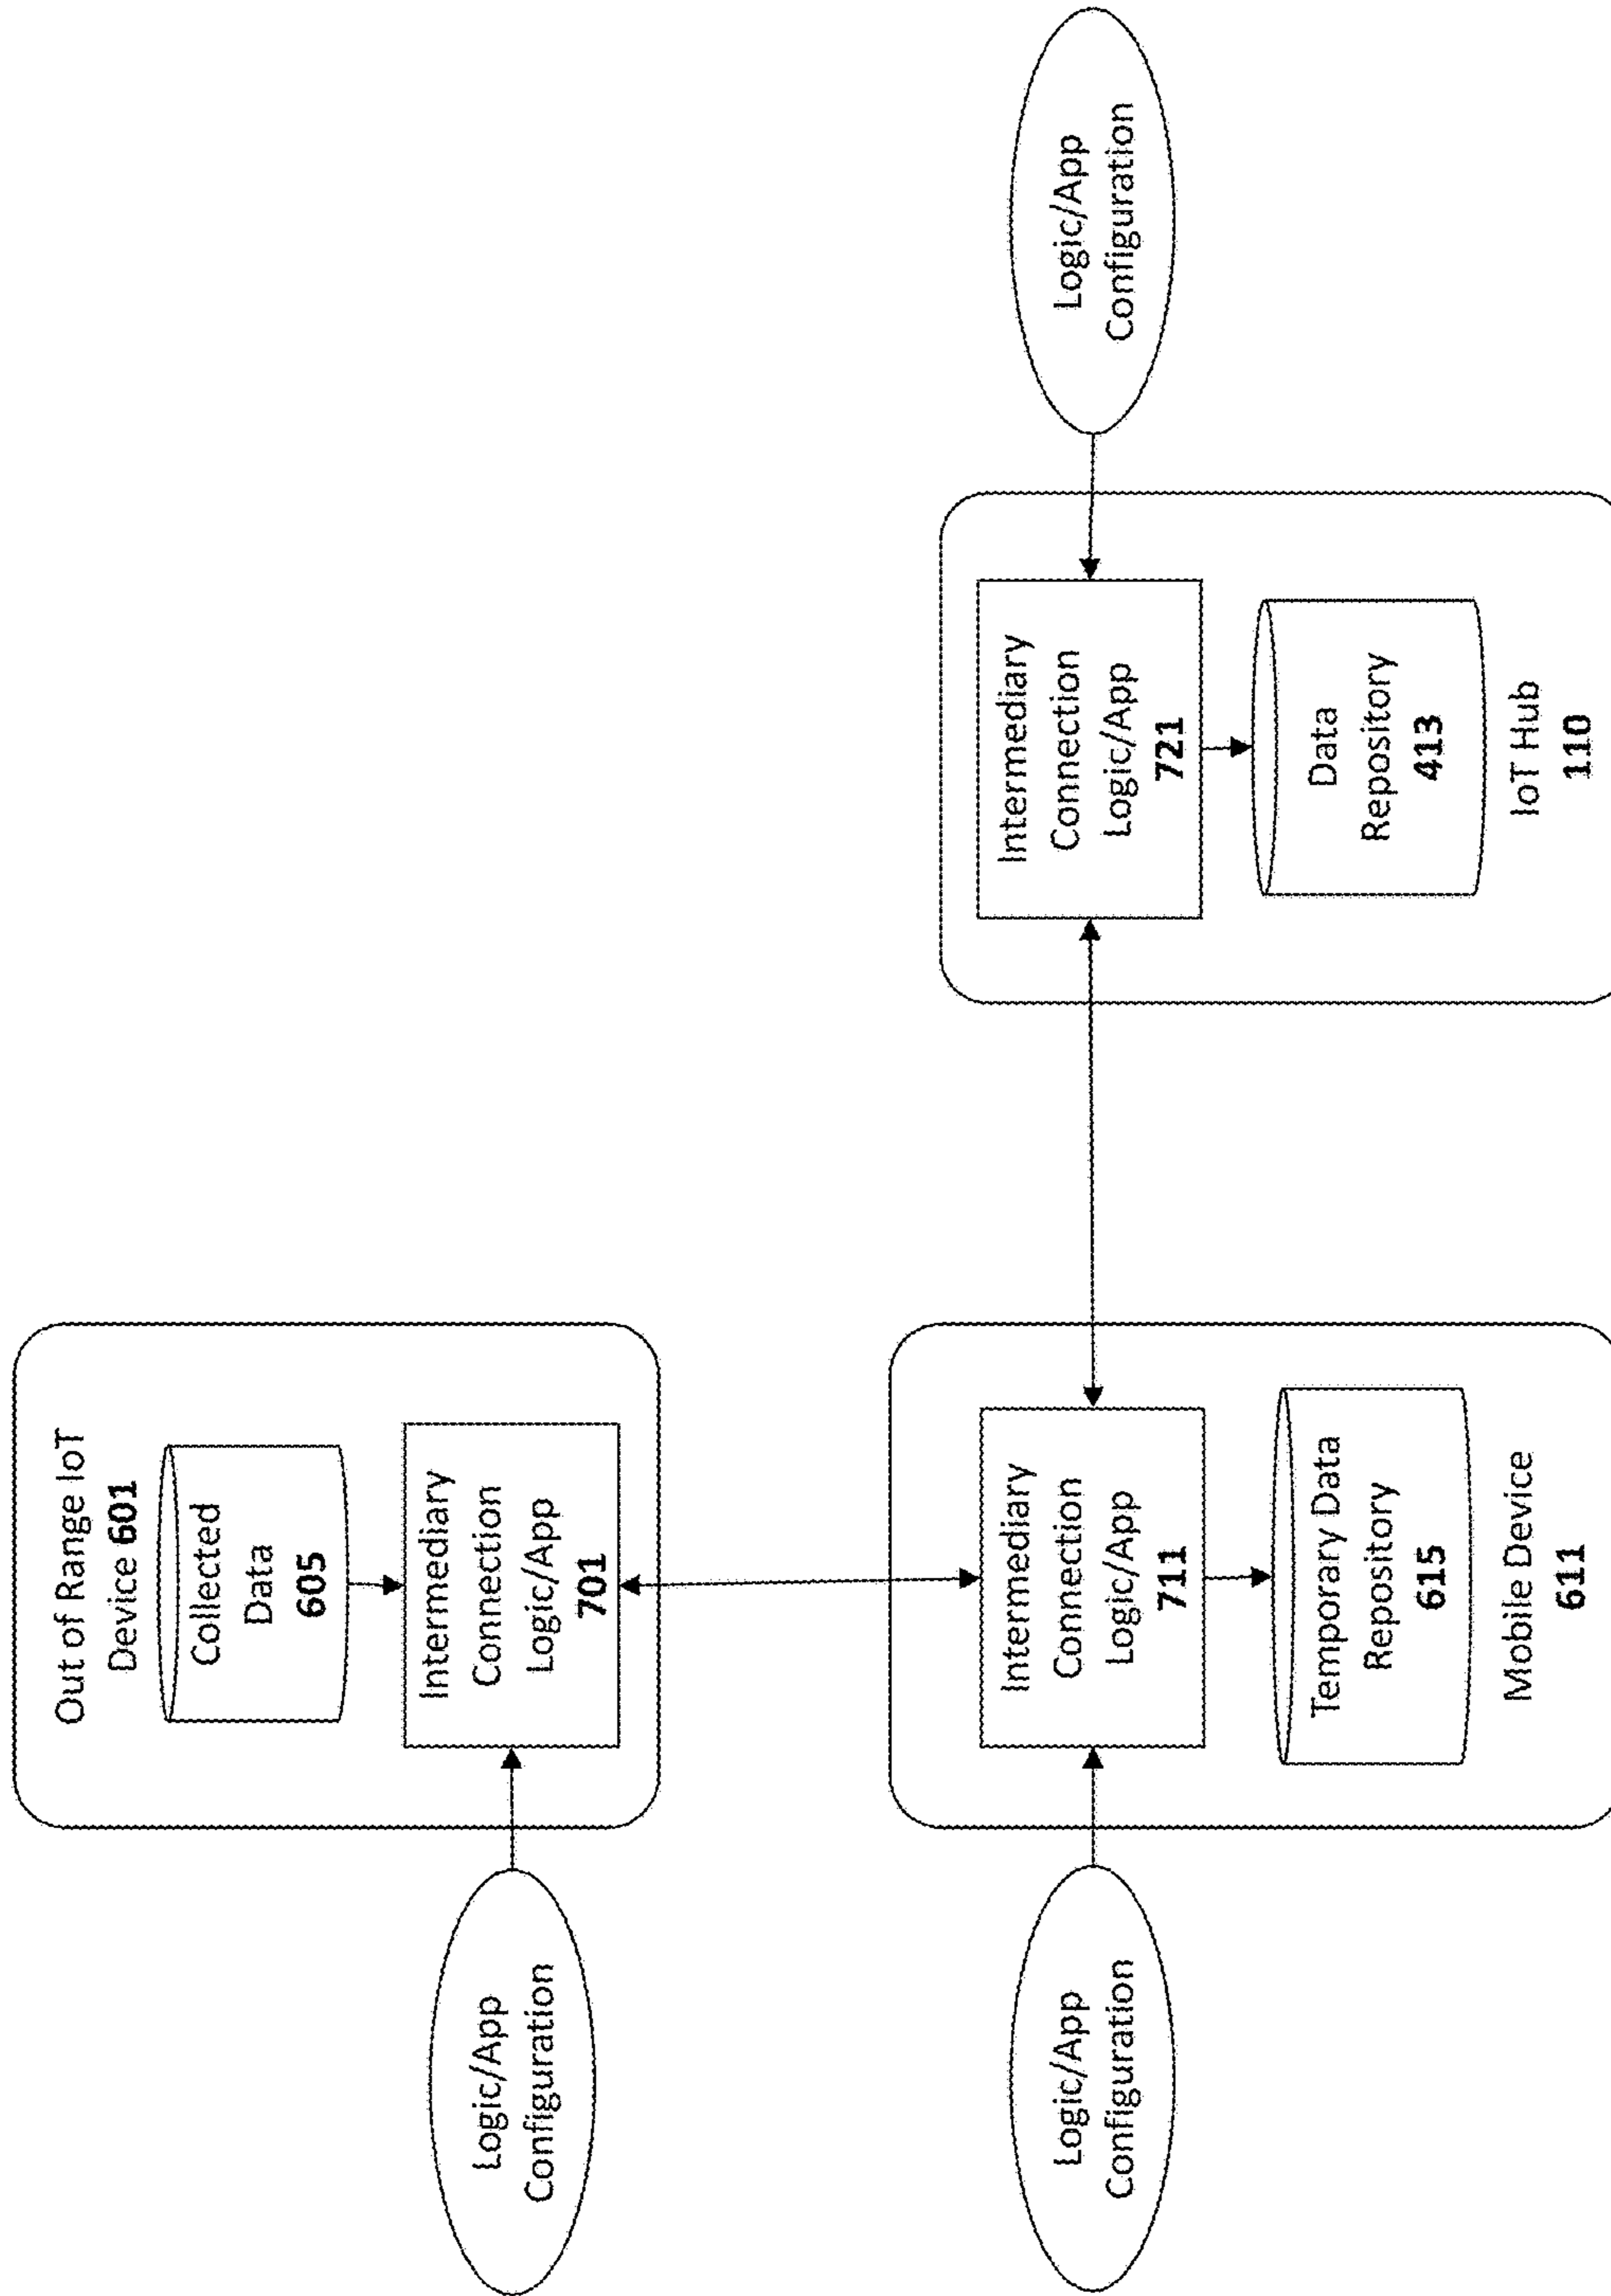 Out of Range IoT
Device 601
Collected
Data
605
Intermediary
Connection
Logic/App
701
Logic/App
Configuration
Logic/App
Configuration
Intermediary
Connection
Logic/App
711
Temporary Data
Repository
615
Mobile Device
611
Intermediary
Connection
Logic/App
721
Data
Repository
413
IoT Hub
110
Logic/App
Configuration